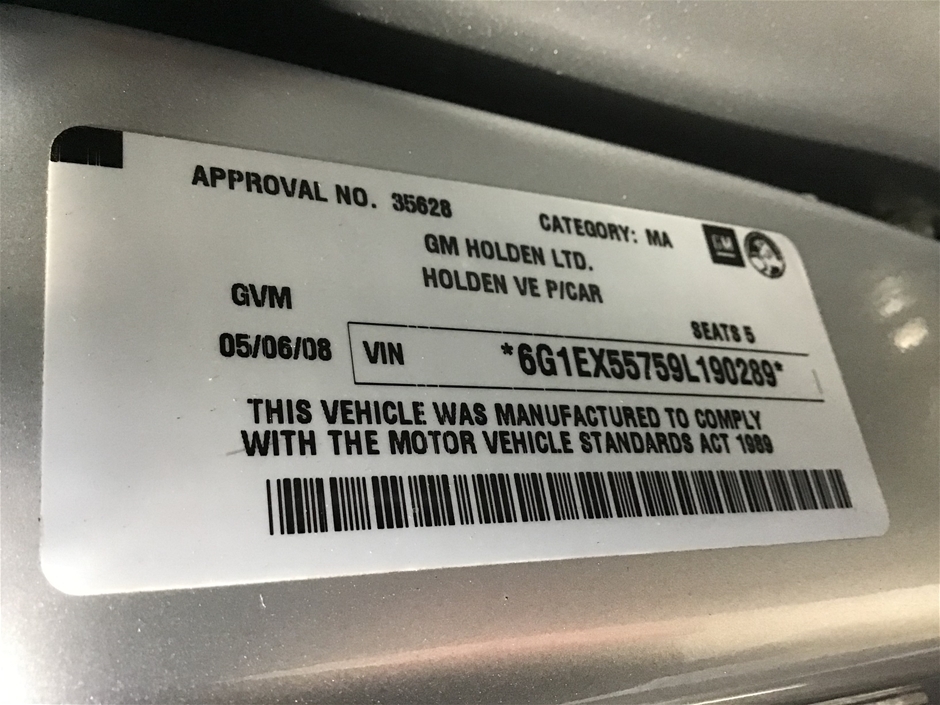 APPROVAL NO. 35628
CATEGORY: MA
GM
GM HOLDEN LTD.
HOLDEN VE P/CAR
GVM
SEATS 5
05/06/08
VIN *6G1EX55759L190289*
THIS VEHICLE WAS MANUFACTURED TO COMPLY
WITH THE MOTOR VEHICLE STANDARDS ACT 1989